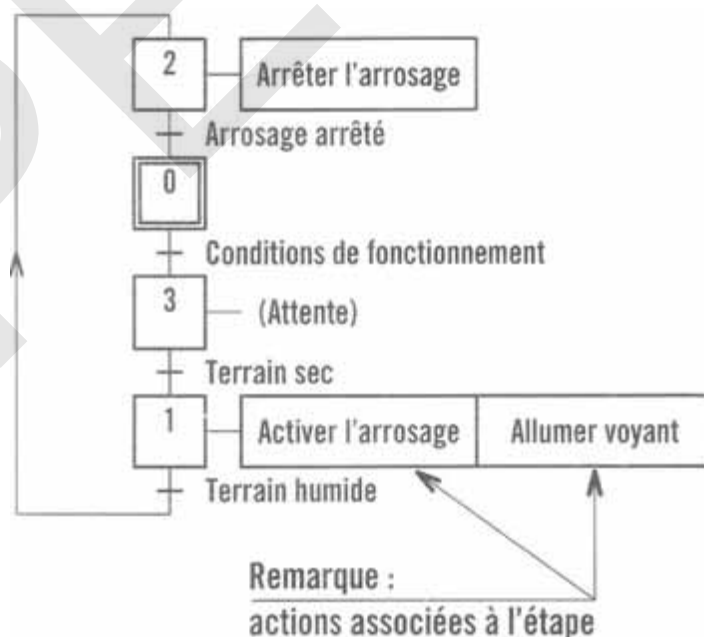 2
Arrêter l'arrosage
Arrosage arrêté
0
Conditions de fonctionnement
3
(Attente)
Terrain sec
1
Activer l'arrosage
Allumer voyant
Terrain humide
Remarque :
actions associées à l'étape